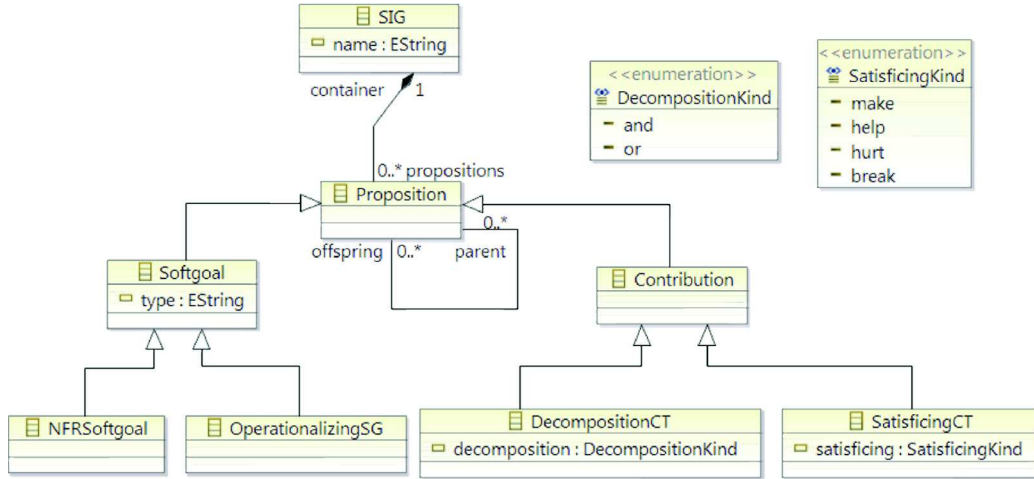 SIG
name : EString
container
1
0..* propositions
<<enumeration>>
DecompositionKind
and
or
<<enumeration>>
SatisficingKind
make
help
hurt
break
Proposition
offspring
0..*
parent
0..*
Softgoal
type : EString
Contribution
NFRSoftgoal
OperationalizingSG
DecompositionCT
decomposition : DecompositionKind
SatisficingCT
satisficing : SatisficingKind